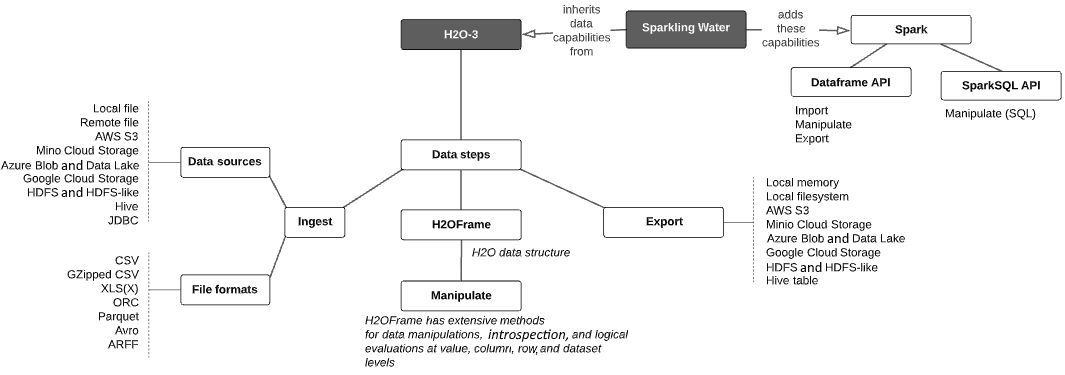 H2O-3
inherits
data
capabilities
from
Sparkling Water
adds
these
capabilities
Spark
Dataframe API
Import
Manipulate
Export
SparkSQL API
Manipulate (SQL)
Data steps
Ingest
Data sources
Local file
Remote file
AWS S3
Mino Cloud Storage
Azure Blob and Data Lake
Google Cloud Storage
HDFS and HDFS-like
Hive
JDBC
File formats
CSV
GZipped CSV
XLS(X)
ORC
Parquet
Avro
ARFF
H2OFrame
H2O data structure
Manipulate
H2OFrame has extensive methods
for data manipulations, introspection, and logical
evaluations at value, column, row, and dataset
levels
Export
Local memory
Local filesystem
AWS S3
Minio Cloud Storage
Azure Blob and Data Lake
Google Cloud Storage
HDFS and HDFS-like
Hive table